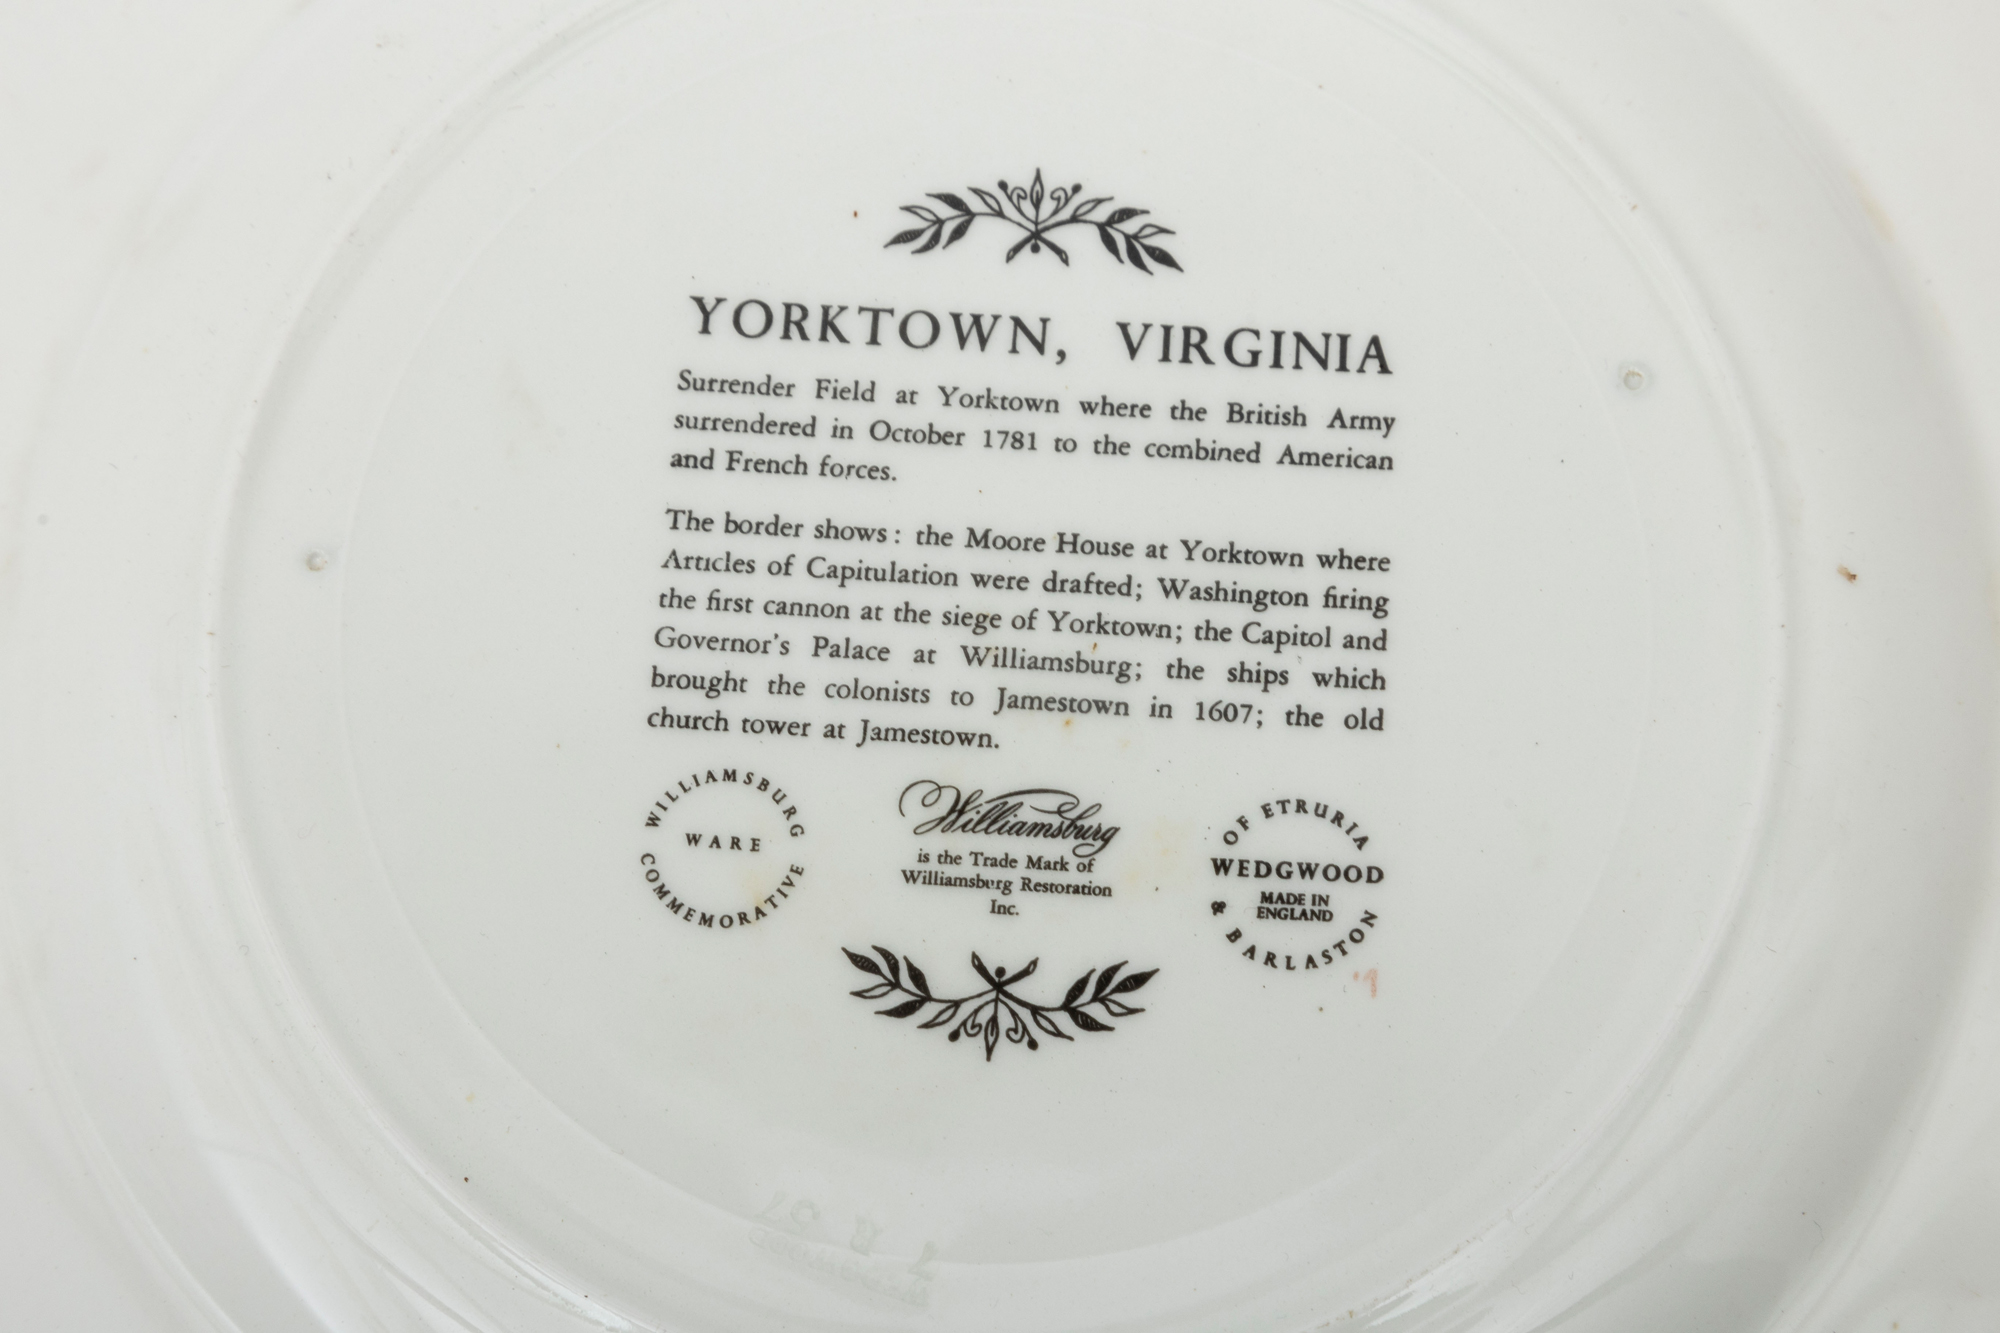 YORKTOWN, VIRGINIA
Surrender Field at Yorktown where the British Army
surrendered in October 1781 to the combined American
and French forces.
The border shows: the Moore House at Yorktown where
Articles of Capitulation were drafted; Washington firing
the first cannon at the siege of Yorktown; the Capitol and
Governor's Palace at Williamsburg; the ships which
brought the colonists to Jamestown in 1607; the old
church tower at Jamestown.
WILLIAMSBURG
WARE
COMMEMORATIVE
Williamsburg
is the Trade Mark of
Williamsburg Restoration
Inc.
OF ETRURIA
WEDGWOOD
MADE IN
ENGLAND
& BARLASTON